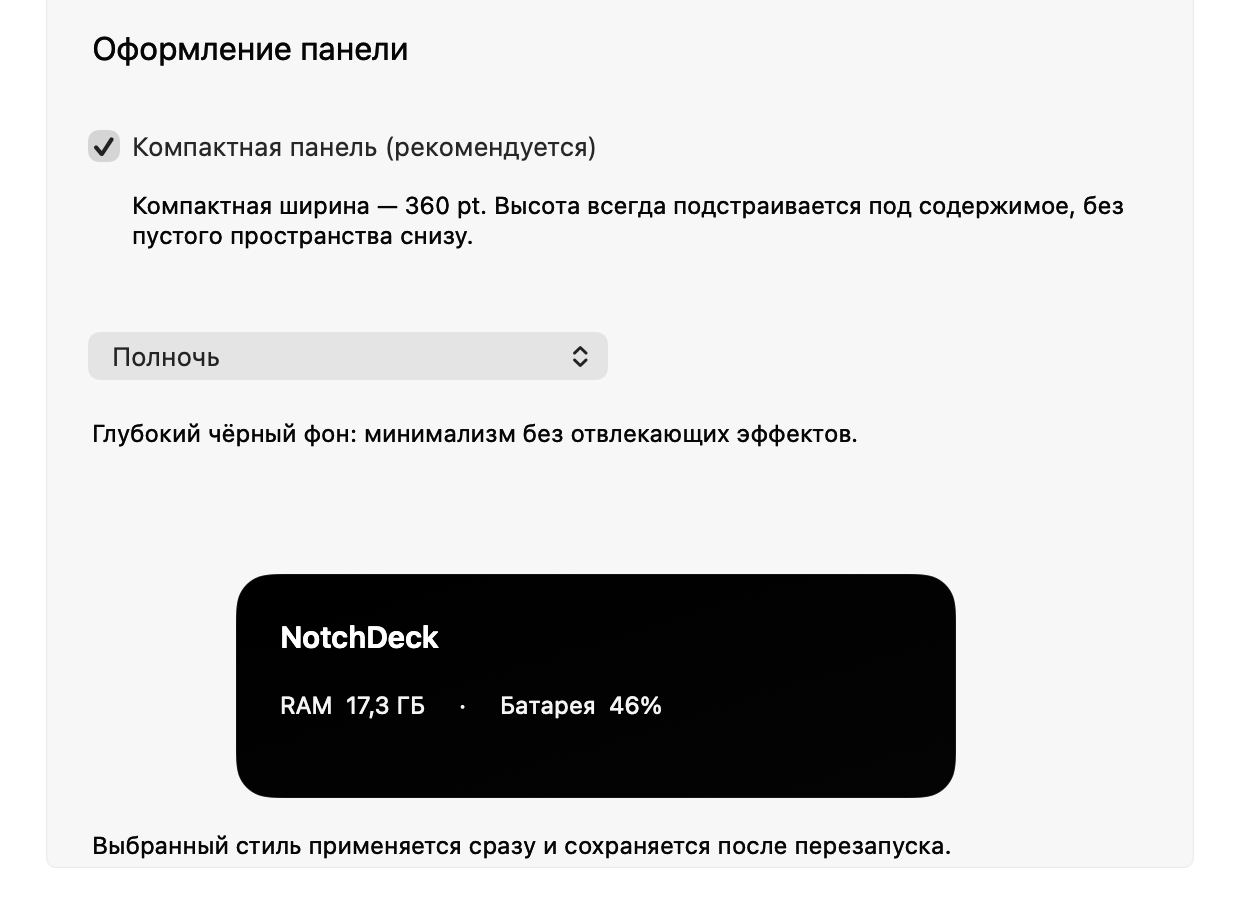 Оформление панели
Компактная панель (рекомендуется)
Компактная ширина — 360 pt. Высота всегда подстраивается под содержимое, без
пустого пространства снизу.
Полночь
Глубокий чёрный фон: минимализм без отвлекающих эффектов.
NotchDeck
RAM 17,3 ГБ · Батарея 46%
Выбранный стиль применяется сразу и сохраняется после перезапуска.